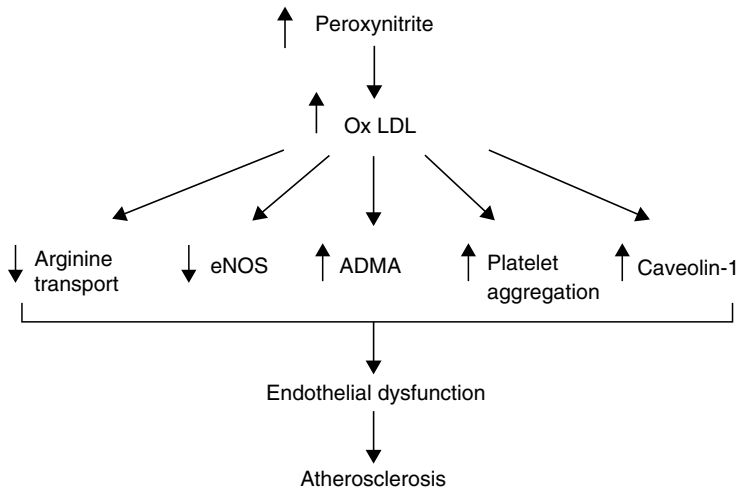 Peroxynitrite
Ox LDL
Arginine
transport
eNOS
ADMA
Platelet
aggregation
Caveolin-1
Endothelial dysfunction
Atherosclerosis